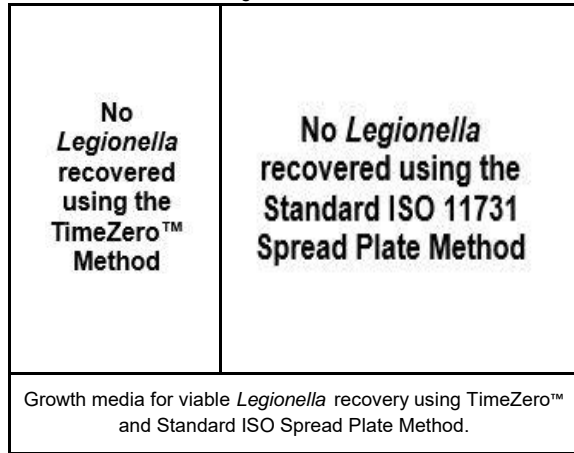 No
Legionella
recovered
using the
TimeZero™
Method
No Legionella
recovered using the
Standard ISO 11731
Spread Plate Method
Growth media for viable Legionella recovery using TimeZero™
and Standard ISO Spread Plate Method.